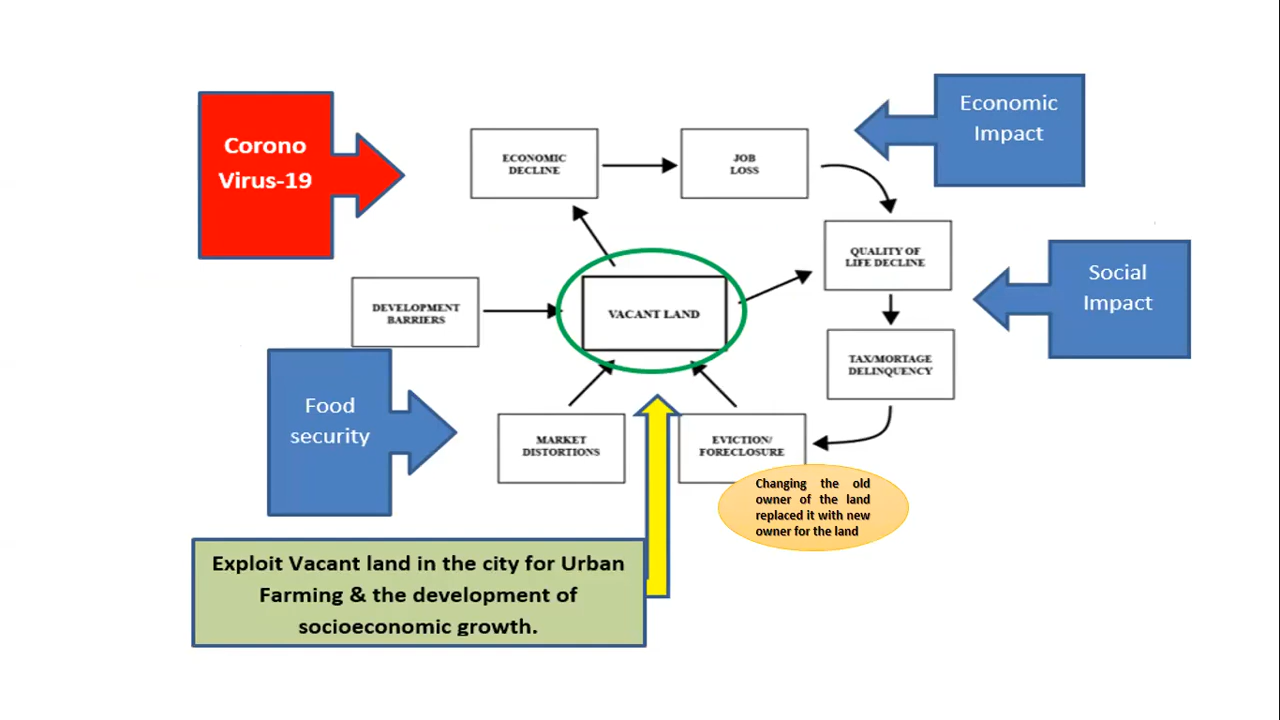 Corono
Virus-19
Economic
Impact
ECONOMIC
DECLINE
JOB
LOSS
QUALITY OF
LIFE DECLINE
Social
Impact
DEVELOPMENT
BARRIERS
VACANT LAND
TAX/MORTAGE
DELINQUENCY
Food
security
MARKET
DISTORTIONS
EVICTION/
FORECLOSURE
Changing the old
owner of the land
replaced it with new
owner for the land
Exploit Vacant land in the city for Urban
Farming & the development of
socioeconomic growth.